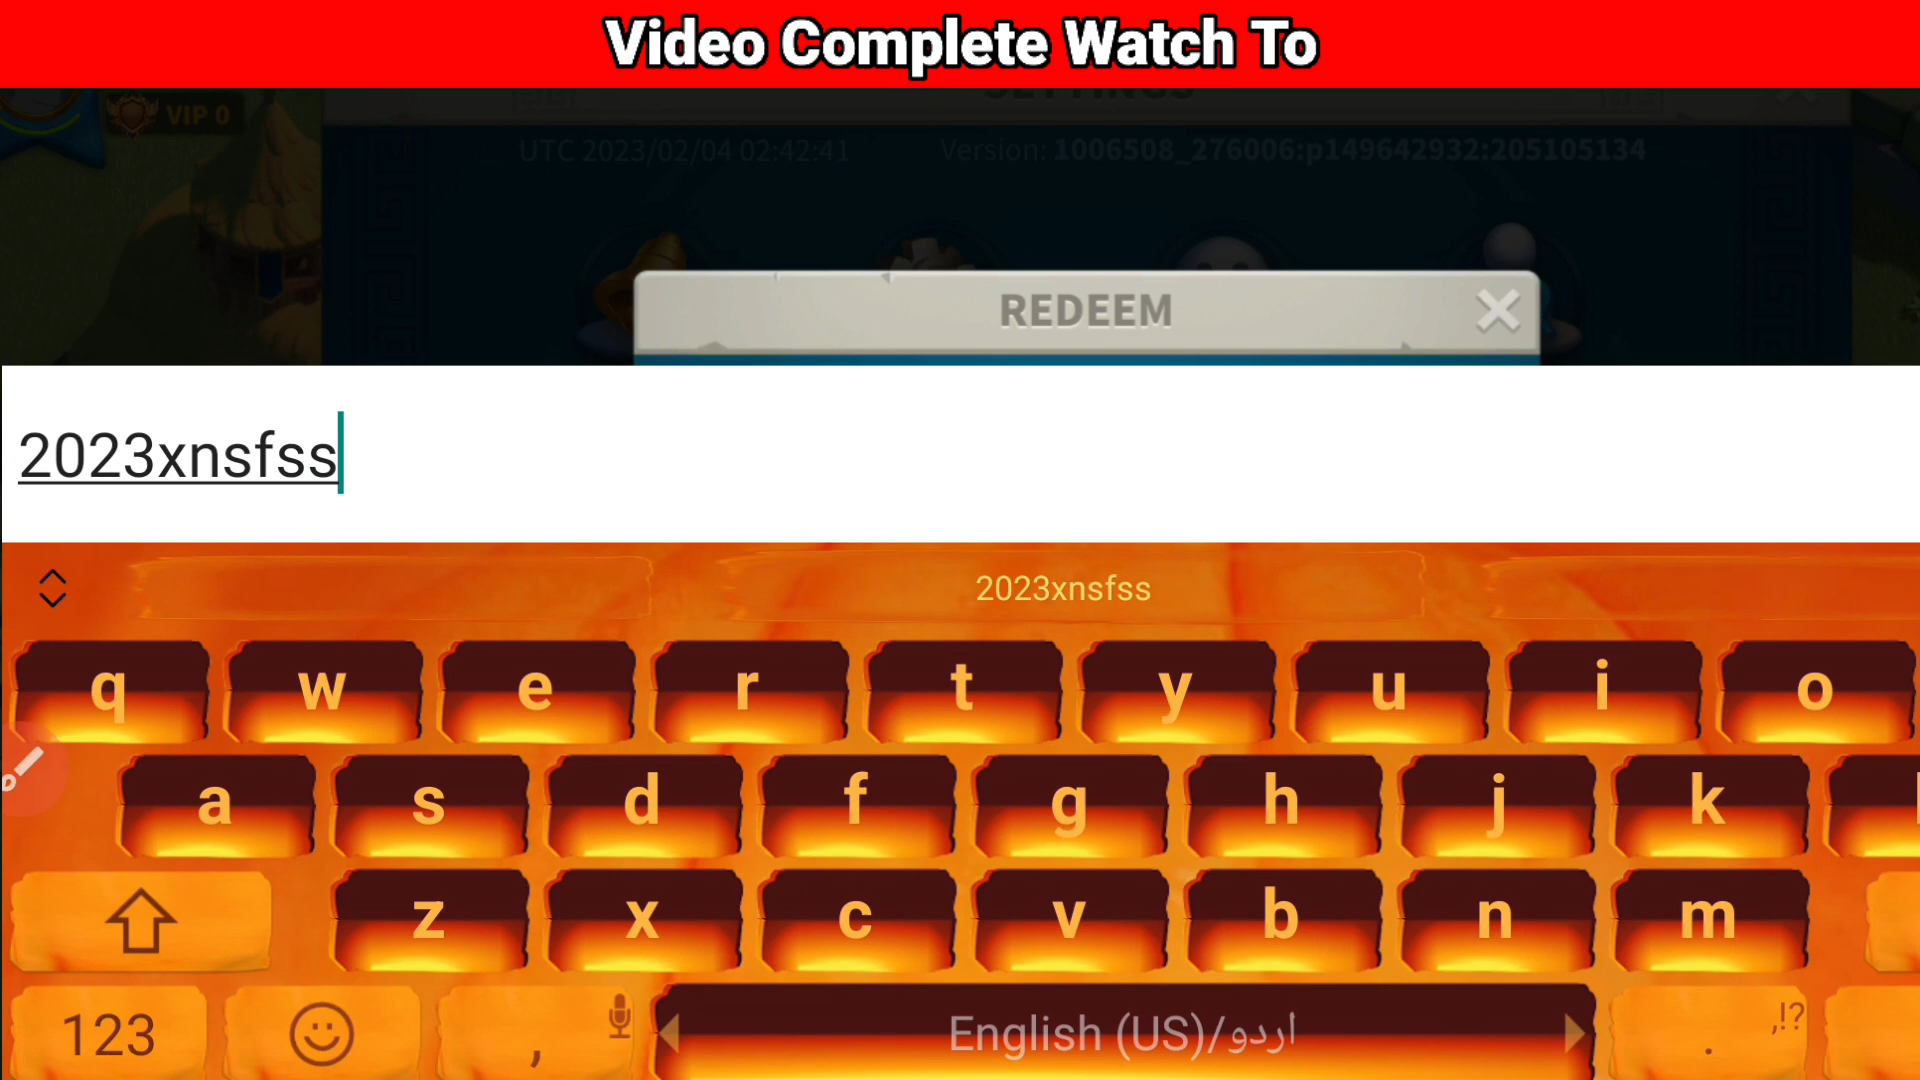 Video Complete Watch To
SETTINGS
VIP 0
UTC 2023/02/04 02:42:41
Version: 1006508_276006:p149642932:205105134
REDEEM
2023xnsfss
2023xnsfss
q w e r t y u i o
a s d f g h j k
z x c v b n m
123 , English (US)/اردو . ,!?